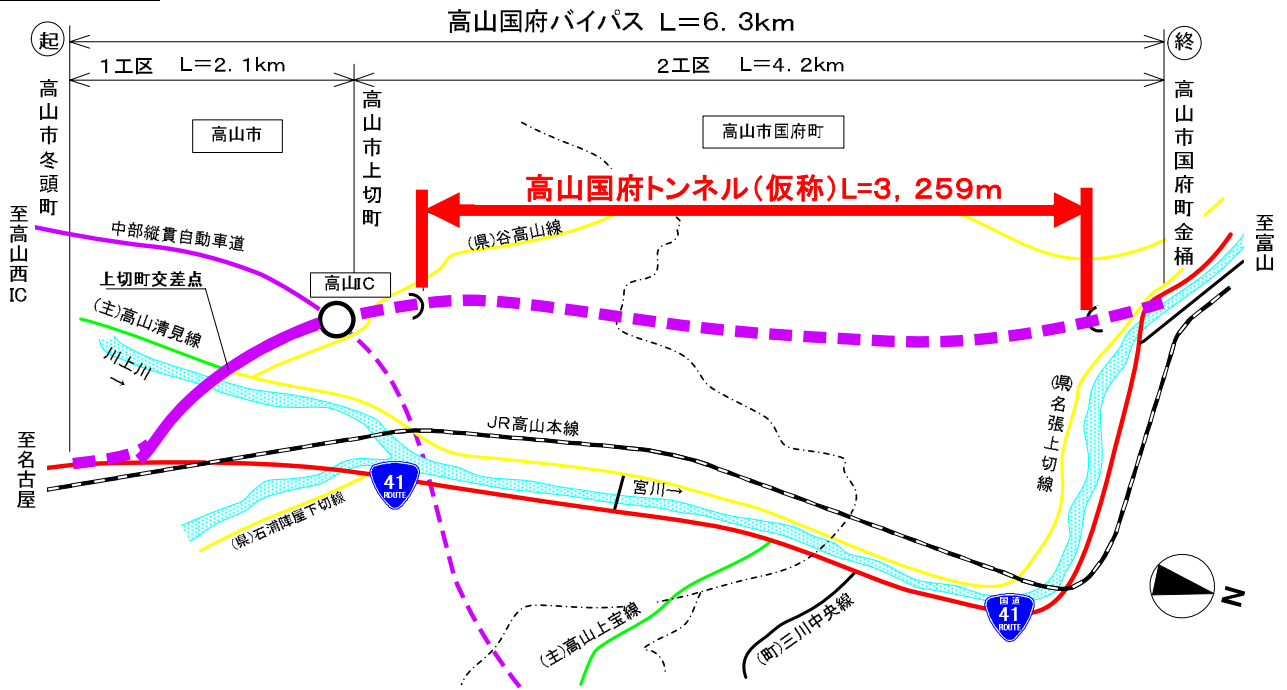 高山国府バイパス L=6.3km
起
終
1工区 L=2.1km
2工区 L=4.2km
高山市冬頭町
高山市上切町
高山市国府町金桶
高山市
高山市国府町
高山国府トンネル(仮称)L=3,259m
至高山西IC
至富山
中部縦貫自動車道
(県)谷高山線
上切町交差点
高山IC
(主)高山清見線
川上川
→
JR高山本線
(県)名張上切線
至名古屋
41
ROUTE
宮川→
(県)石浦陣屋下切線
国道
41
ROUTE
(主)高山上宝線
(町)三川中央線
N